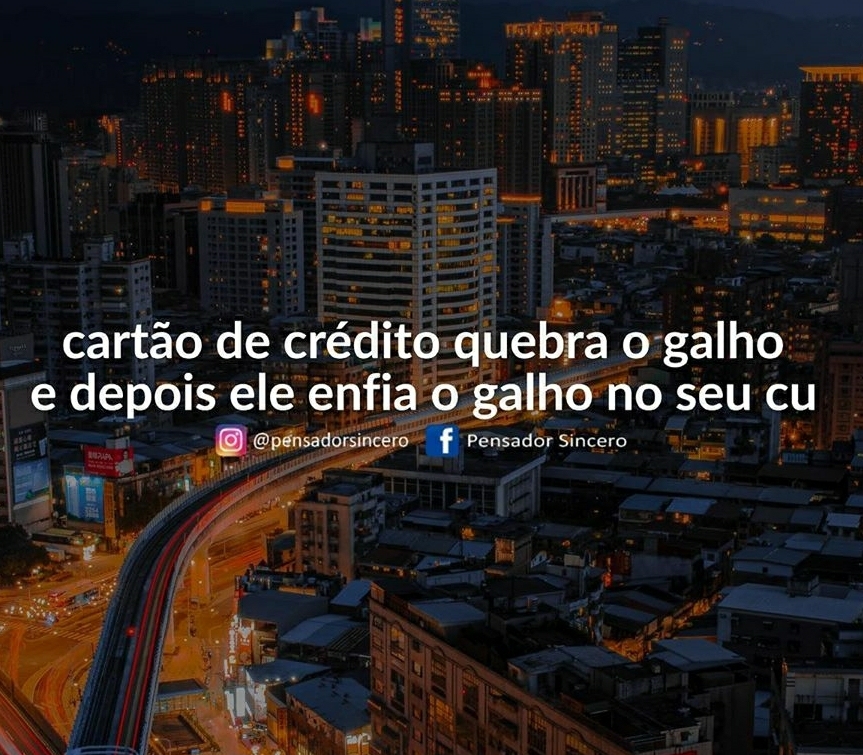 cartão de crédito quebra o galho
e depois ele enfia o galho no seu cu
@pensadorsincero Pensador Sincero